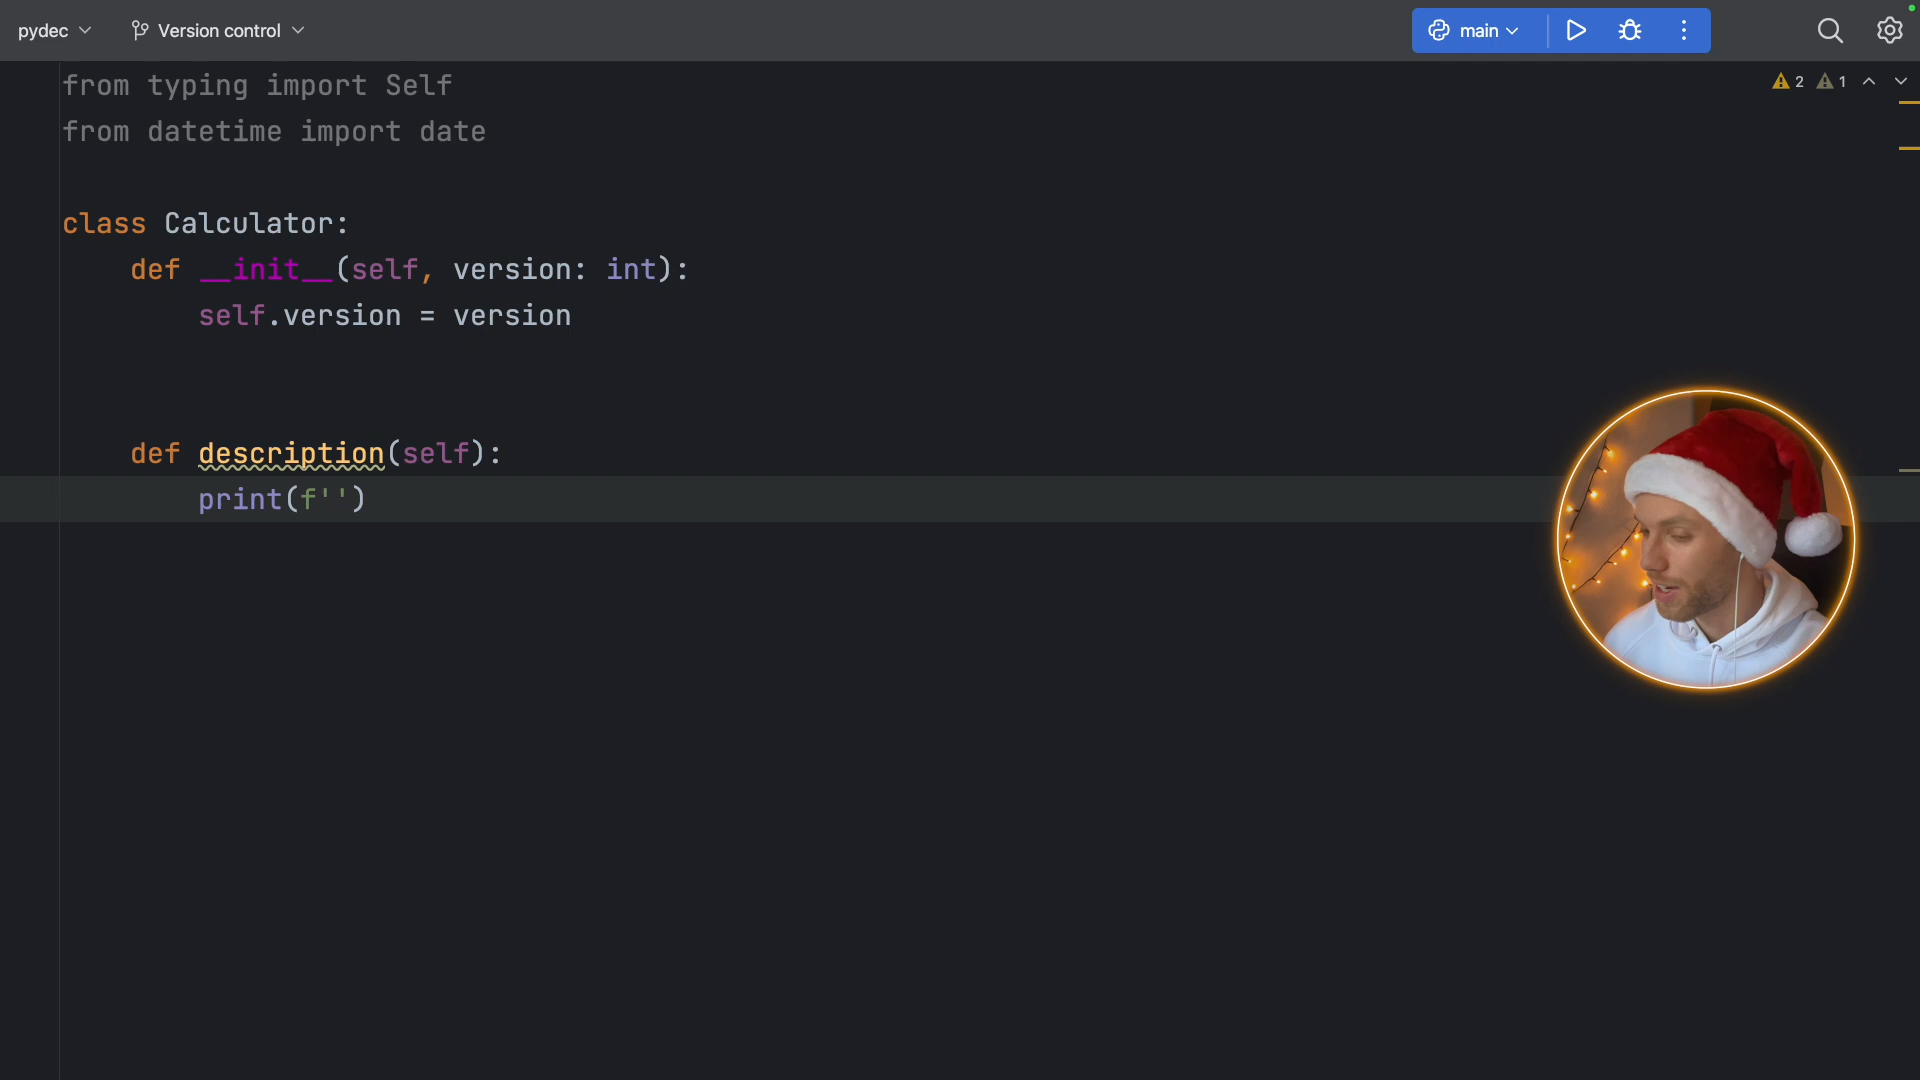 pydec Version control main
2 1
from typing import Self
from datetime import date
class Calculator:
def __init__(self, version: int):
self.version = version
def description(self):
print(f'')